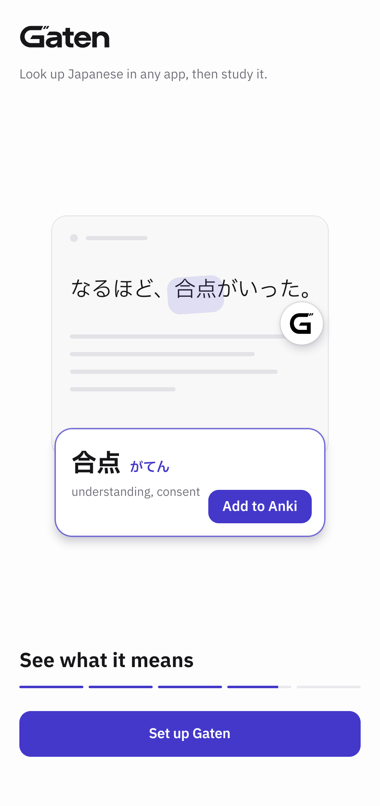 Gaten
Look up Japanese in any app, then study it.
なるほど、合点がいった。
G
合点 がてん
understanding, consent
Add to Anki
See what it means
Set up Gaten